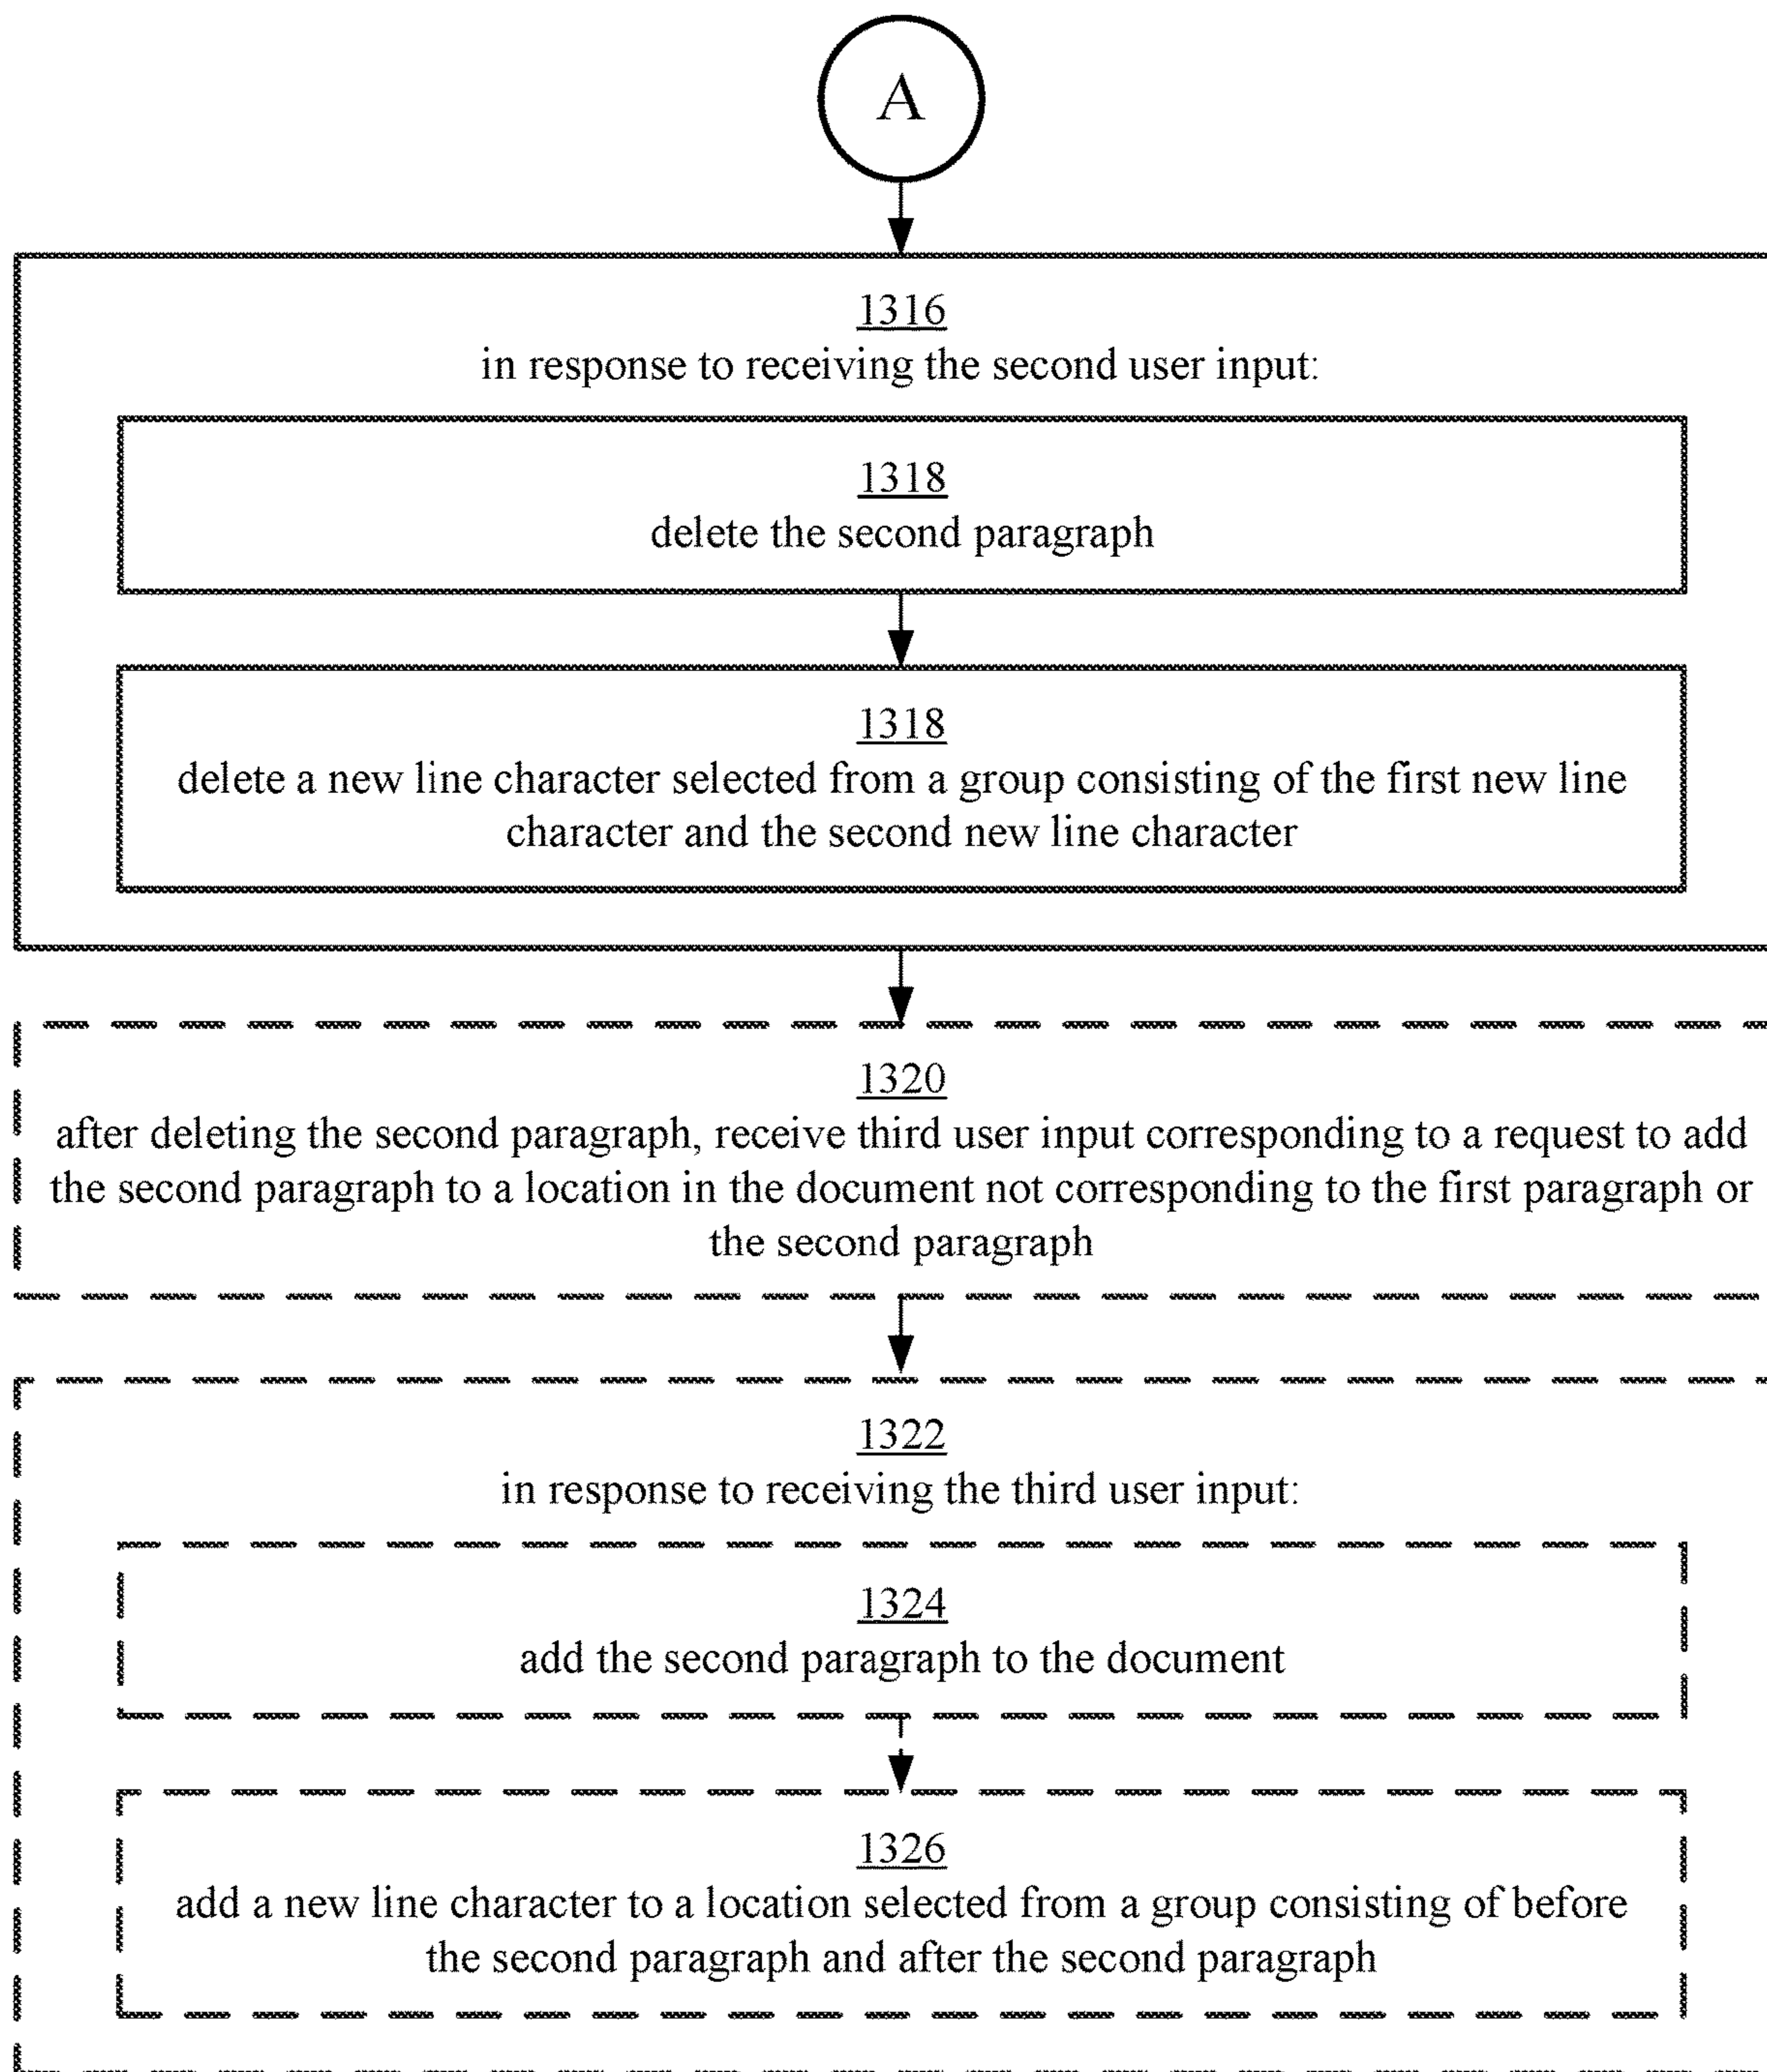 A
1316
in response to receiving the second user input:
1318
delete the second paragraph
1318
delete a new line character selected from a group consisting of the first new line
character and the second new line character
1320
after deleting the second paragraph, receive third user input corresponding to a request to add
the second paragraph to a location in the document not corresponding to the first paragraph or
the second paragraph
1322
in response to receiving the third user input:
1324
add the second paragraph to the document
1326
add a new line character to a location selected from a group consisting of before
the second paragraph and after the second paragraph